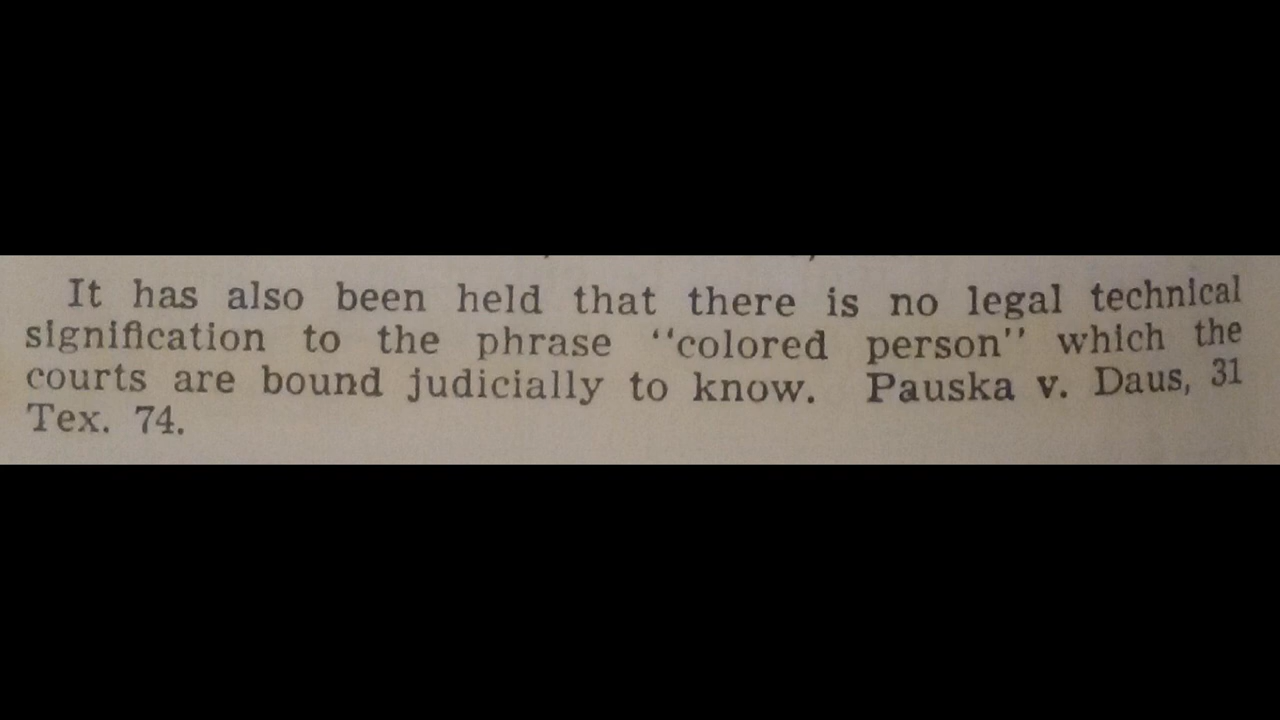 It has also been held that there is no legal technical
signification to the phrase "colored person" which the
courts are bound judicially to know. Pauska v. Daus, 31
Tex. 74.